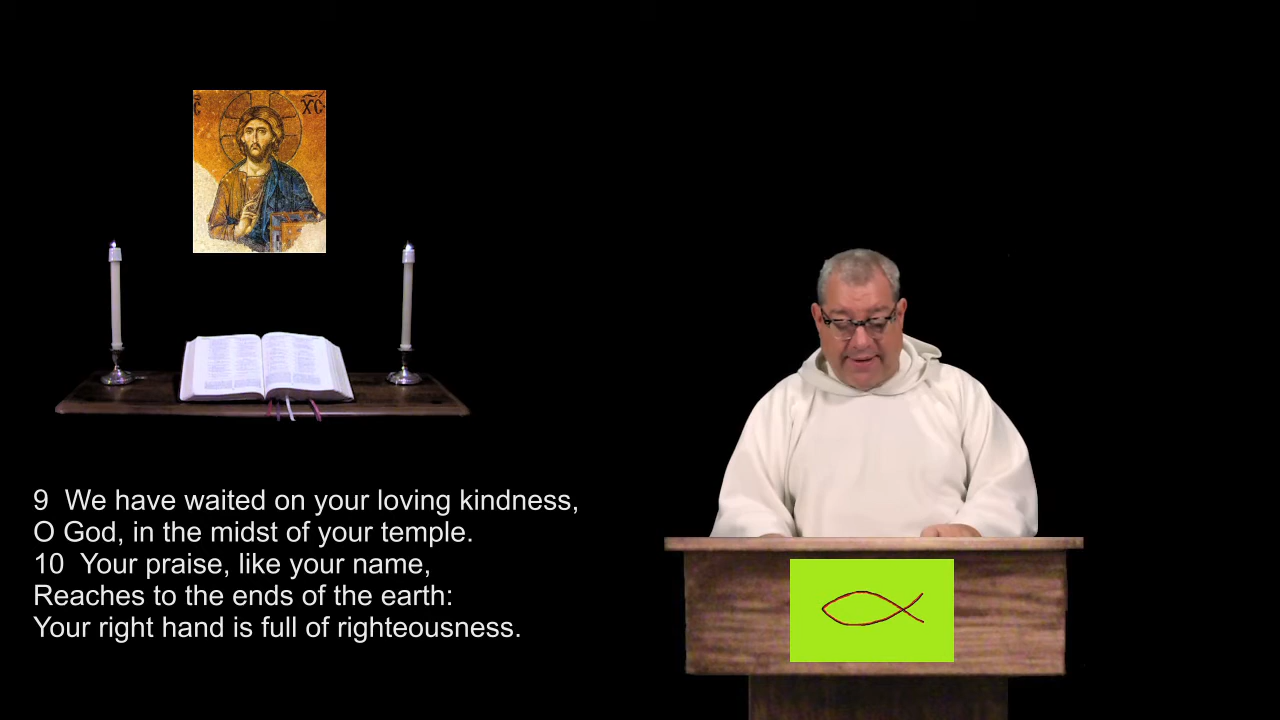 XC
9 We have waited on your loving kindness,
O God, in the midst of your temple.
10 Your praise, like your name,
Reaches to the ends of the earth:
Your right hand is full of righteousness.